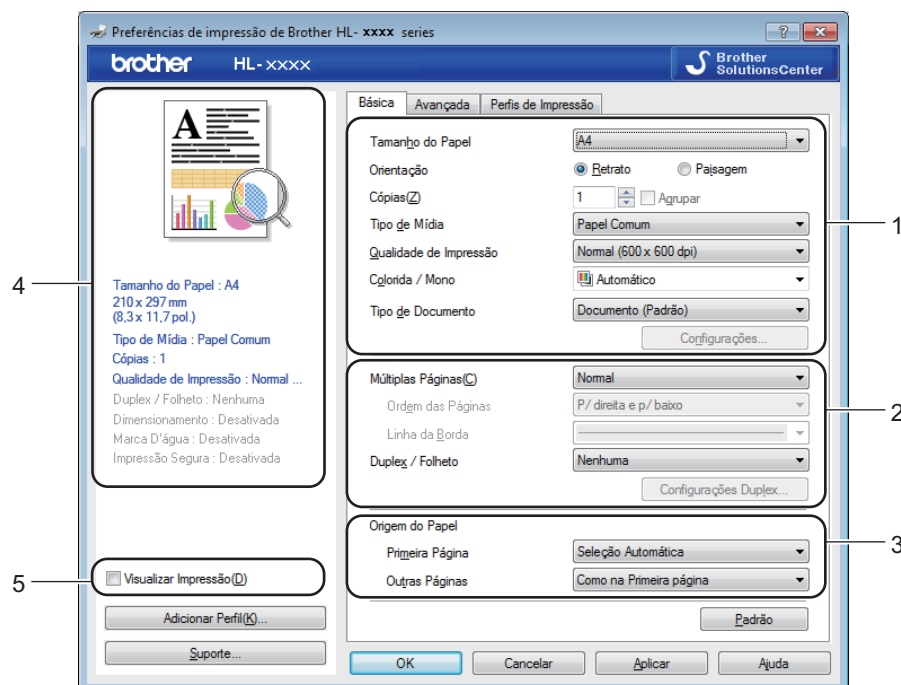 Preferências de impressão de Brother HL- xxxx series
brother HL-xxxx
Brother
SolutionsCenter
Básica Avançada Perfis de Impressão
A
Tamanho do Papel : A4
210 x 297 mm
(8,3 x 11,7 pol.)
Tipo de Mídia : Papel Comum
Cópias : 1
Qualidade de Impressão : Normal ...
Duplex / Folheto : Nenhuma
Dimensionamento : Desativada
Marca D'água : Desativada
Impressão Segura : Desativada
4
Visualizar Impressão(D)
5
Adicionar Perfil(K)...
Suporte...
Tamanho do Papel A4
Orientação Retrato Paisagem
Cópias(Z) 1 Agrupar
Tipo de Mídia Papel Comum
1
Qualidade de Impressão Normal (600 x 600 dpi)
Colorida / Mono Automático
Tipo de Documento Documento (Padrão)
Configurações...
Múltiplas Páginas(C) Normal
Ordem das Páginas P/ direita e p/ baixo
2
Linha da Borda
Duplex / Folheto Nenhuma
Configurações Duplex...
Origem do Papel
3
Primeira Página Seleção Automática
Outras Páginas Como na Primeira página
Padrão
OK Cancelar Aplicar Ajuda